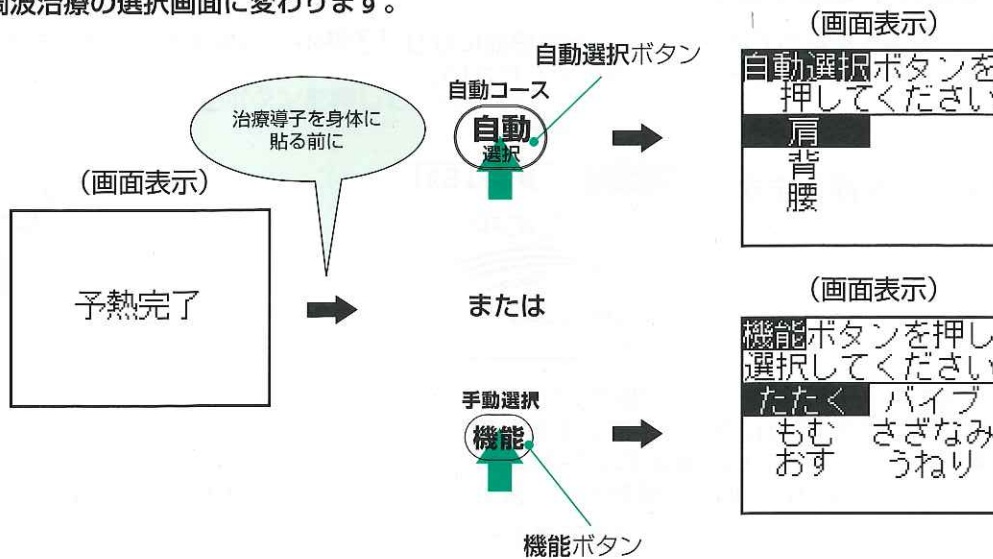 周波治療の選択画面に変わります。
(画面表示)
予熱完了
治療導子を身体に
貼る前に
自動選択ボタン
自動コース
自動
選択
または
手動選択
機能
機能ボタン
(画面表示)
自動選択ボタンを
押してください
肩
背
腰
(画面表示)
機能ボタンを押し
選択してください
たたく バイブ
もむ さざなみ
おす うねり